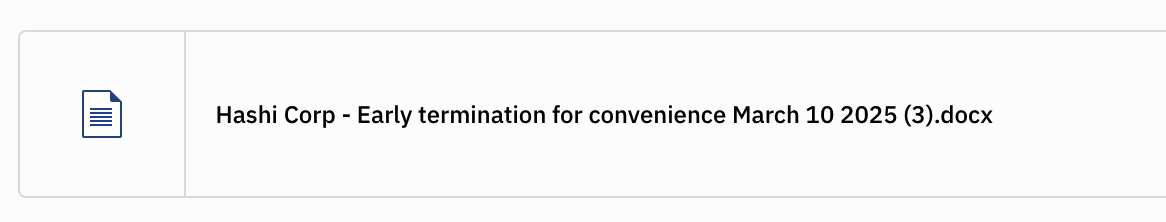 Hashi Corp - Early termination for convenience March 10 2025 (3).docx